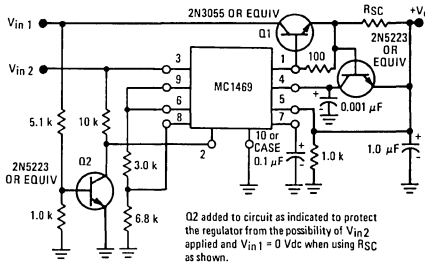 Vin 1
2N3055 OR EQUIV
Q1
RSC
2N5223
OR
EQUIV
Vin 2
3
1
100
9
4
MC1469
6
5
0.001 µF
8
7
5.1 k
10 k
2
10 or
CASE
0.1 µF
1.0 k
1.0 µF
2N5223
OR EQUIV
Q2
3.0 k
1.0 k
6.8 k
Q2 added to circuit as indicated to protect
the regulator from the possibility of Vin2
applied and Vin 1 = 0 Vdc when using RSC
as shown.